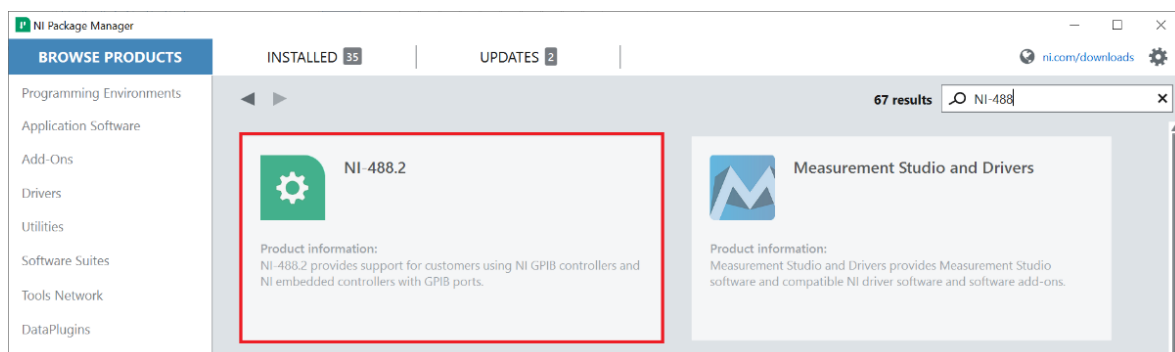 NI Package Manager
BROWSE PRODUCTS
INSTALLED 35
UPDATES 2
ni.com/downloads
Programming Environments
Application Software
Add-Ons
Drivers
Utilities
Software Suites
Tools Network
DataPlugins
67 results
NI-488
NI-488.2
Product information:
NI-488.2 provides support for customers using NI GPIB controllers and
NI embedded controllers with GPIB ports.
Measurement Studio and Drivers
Product information:
Measurement Studio and Drivers provides Measurement Studio
software and compatible NI driver software and software add-ons.